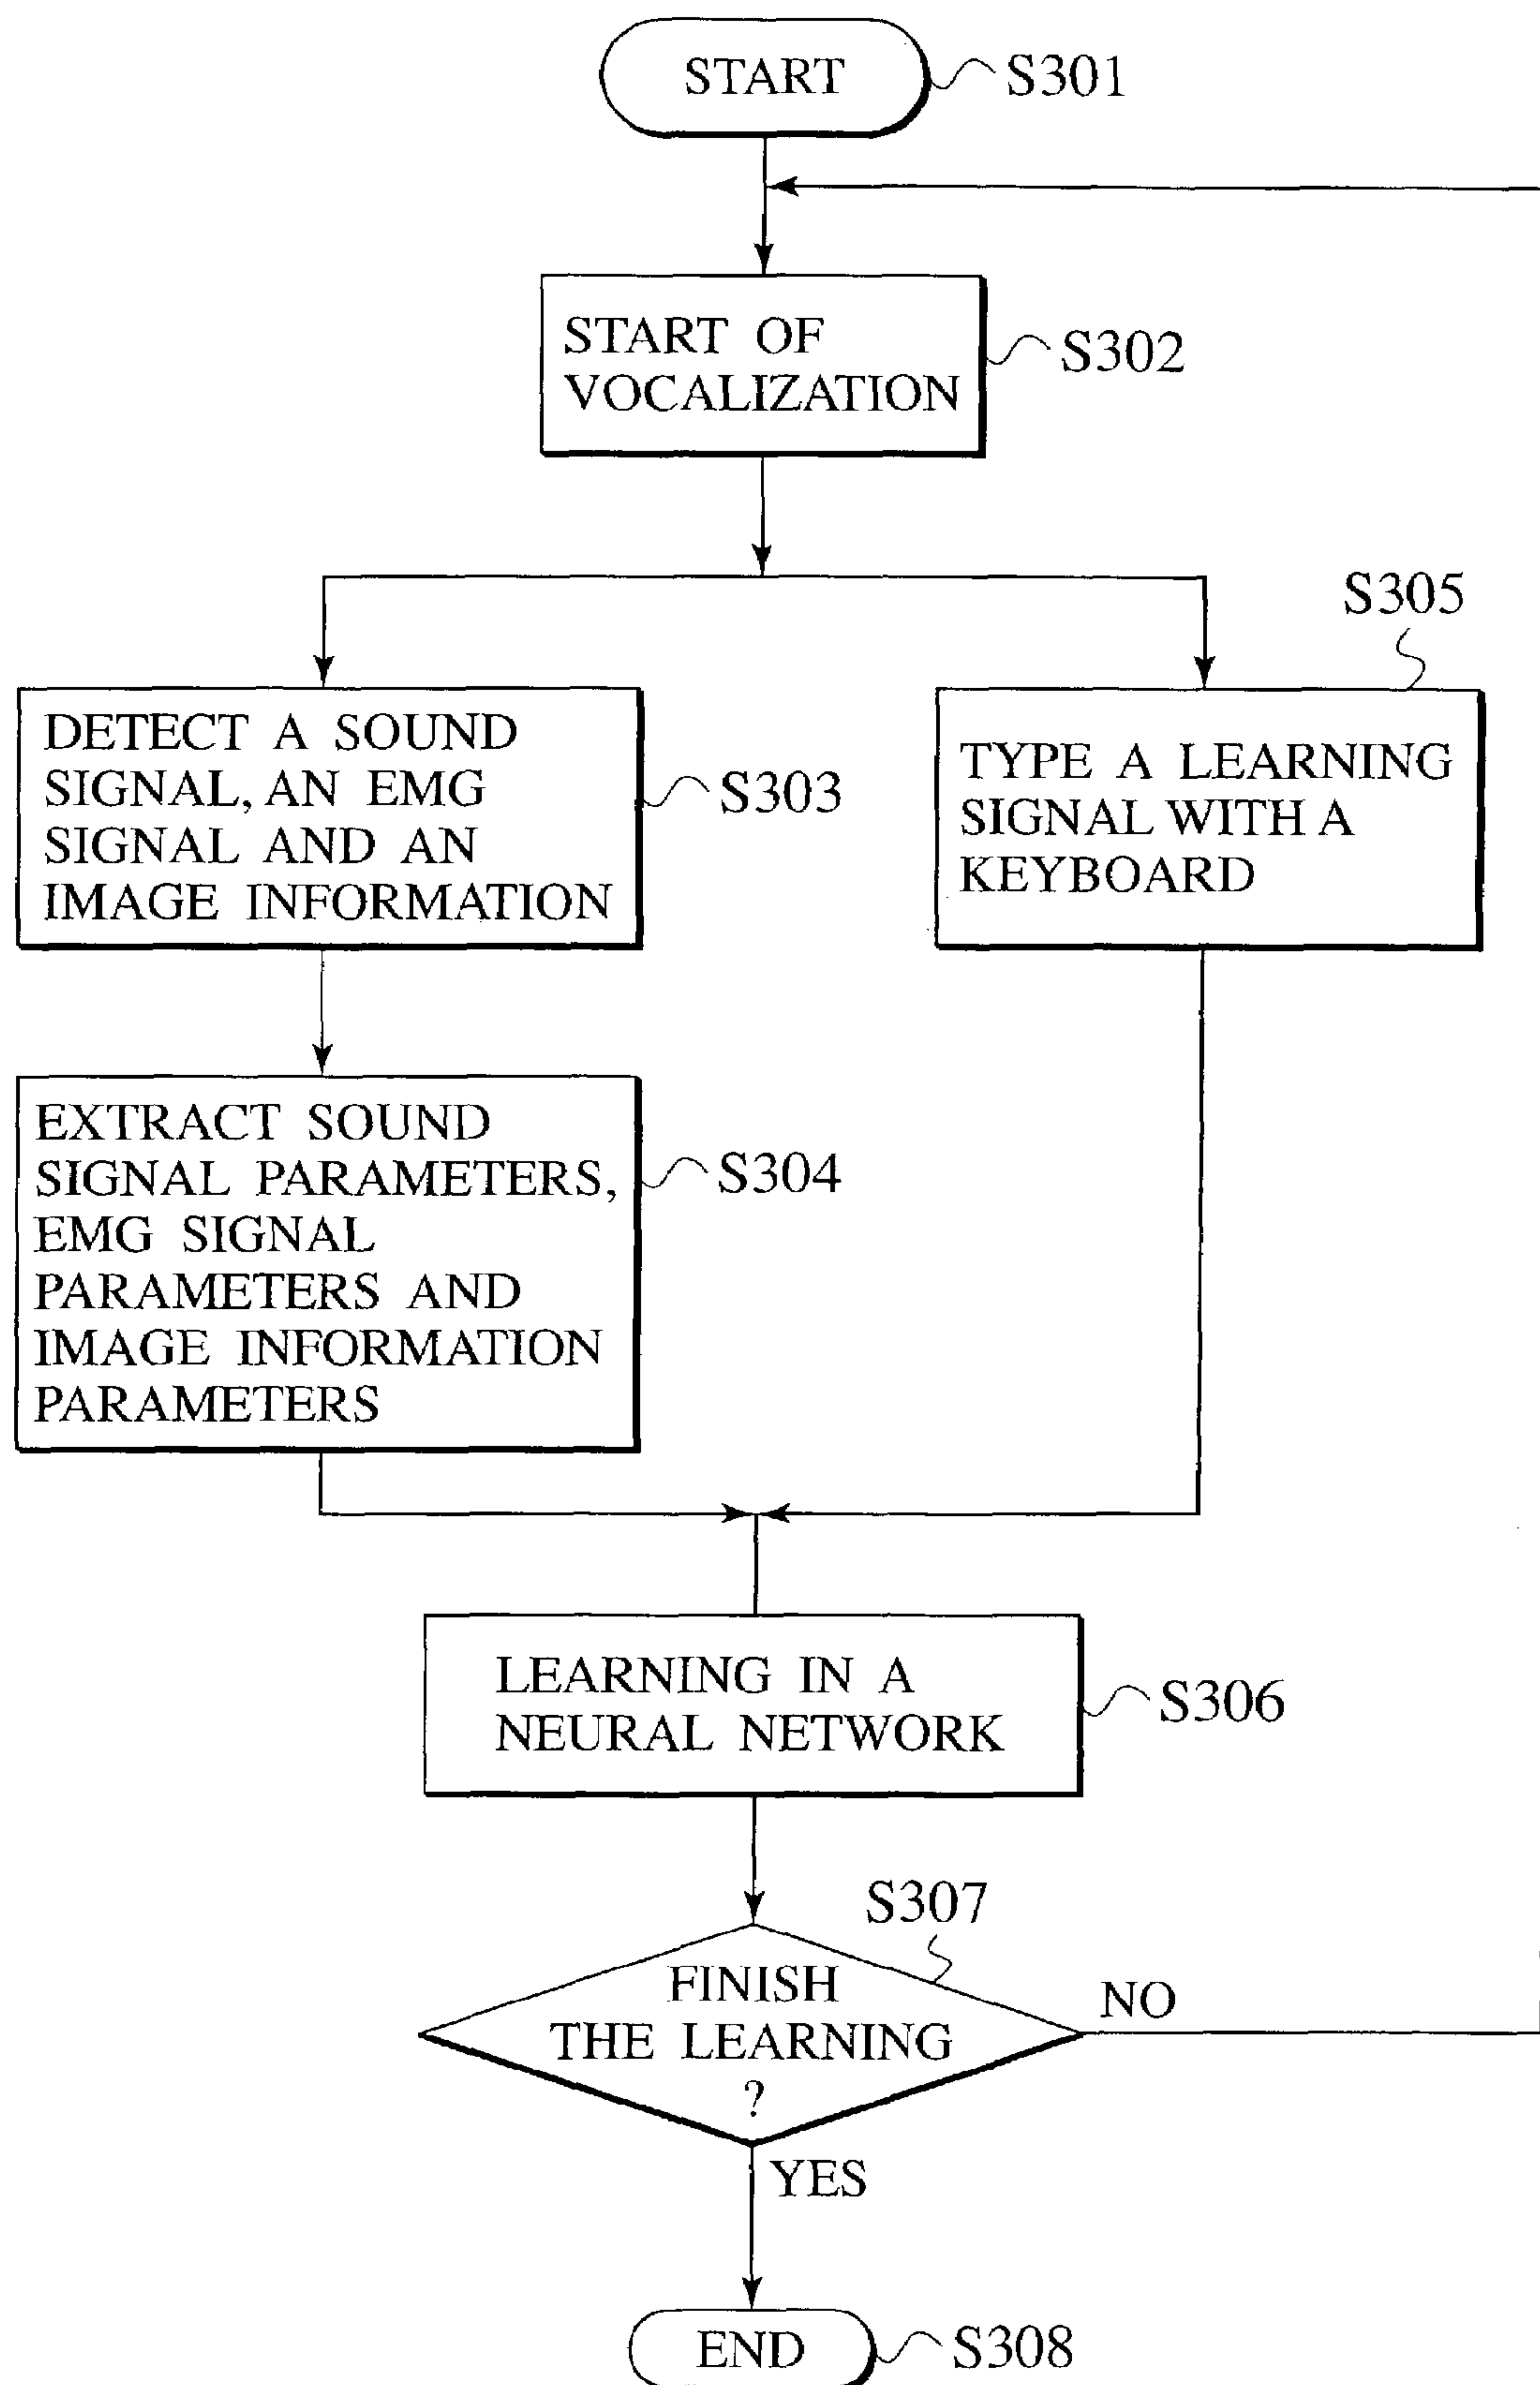 START
S301
START OF
VOCALIZATION
S302
S305
DETECT A SOUND
SIGNAL, AN EMG
SIGNAL AND AN
IMAGE INFORMATION
S303
TYPE A LEARNING
SIGNAL WITH A
KEYBOARD
EXTRACT SOUND
SIGNAL PARAMETERS,
EMG SIGNAL
PARAMETERS AND
IMAGE INFORMATION
PARAMETERS
S304
LEARNING IN A
NEURAL NETWORK
S306
S307
FINISH
THE LEARNING
?
NO
YES
END
S308